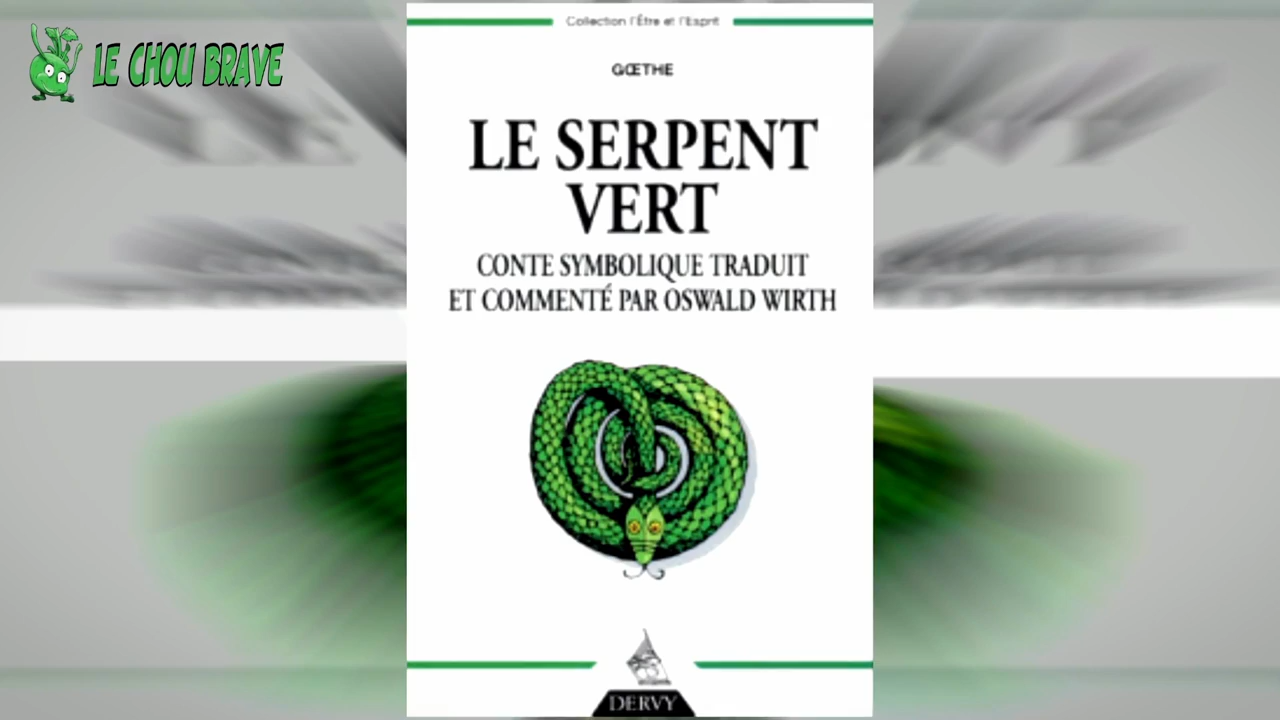 LE CHOU BRAVE
Collection l'Être et l'Esprit
GŒTHE
LE SERPENT
VERT
CONTE SYMBOLIQUE TRADUIT
ET COMMENTÉ PAR OSWALD WIRTH
DERVY